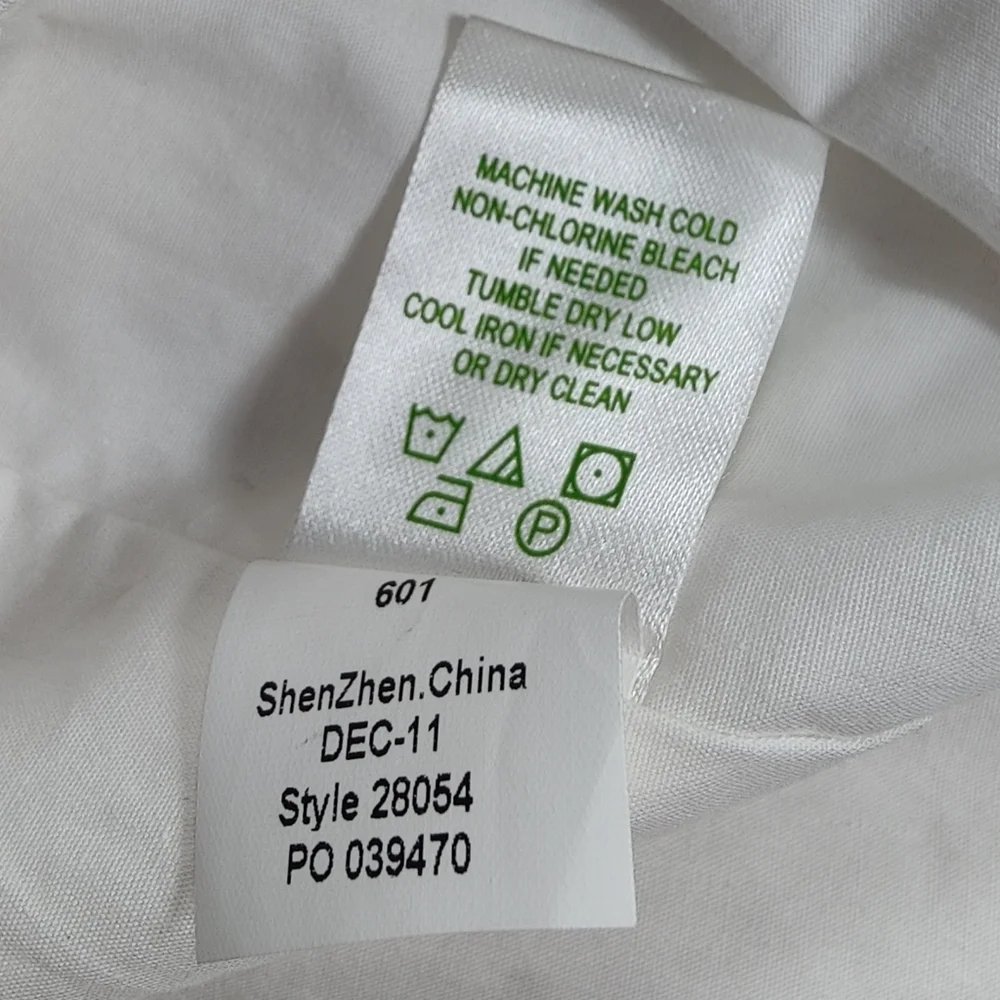 MACHINE WASH COLD
NON-CHLORINE BLEACH
IF NEEDED
TUMBLE DRY LOW
COOL IRON IF NECESSARY
OR DRY CLEAN
P
601
ShenZhen.China
DEC-11
Style 28054
PO 039470